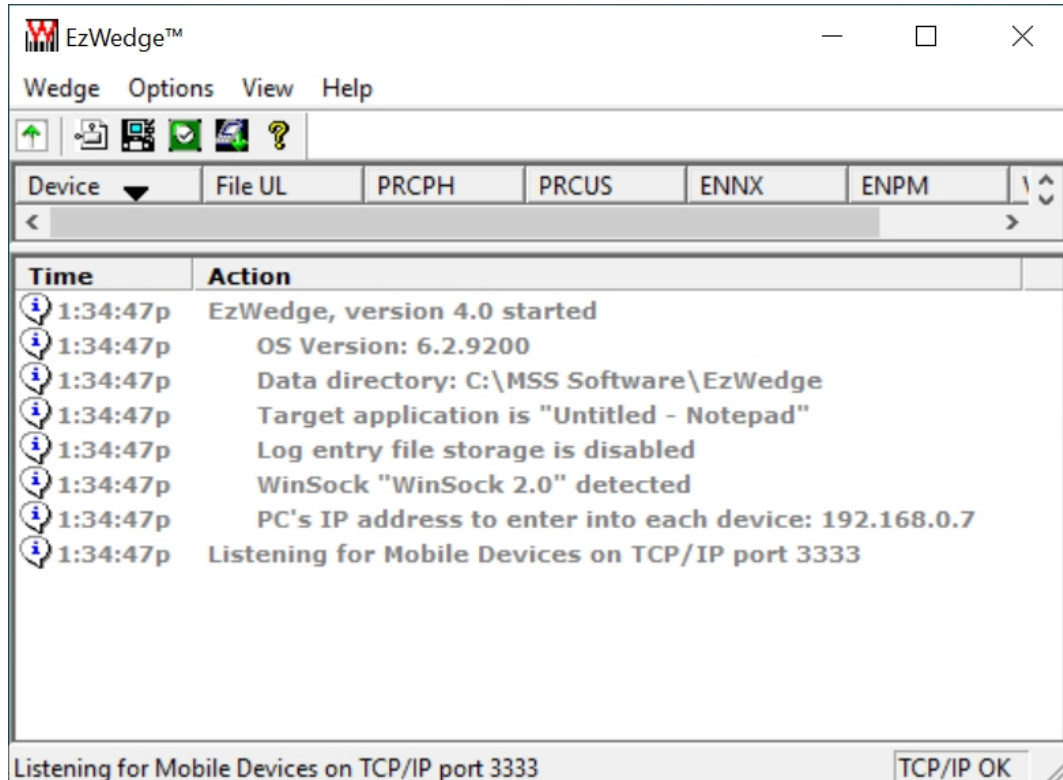 EzWedge™
Wedge Options View Help
Device File UL PRCPH PRCUS ENNX ENPM
Time Action
1:34:47p EzWedge, version 4.0 started
1:34:47p OS Version: 6.2.9200
1:34:47p Data directory: C:\MSS Software\EzWedge
1:34:47p Target application is "Untitled - Notepad"
1:34:47p Log entry file storage is disabled
1:34:47p WinSock "WinSock 2.0" detected
1:34:47p PC's IP address to enter into each device: 192.168.0.7
1:34:47p Listening for Mobile Devices on TCP/IP port 3333
Listening for Mobile Devices on TCP/IP port 3333 TCP/IP OK